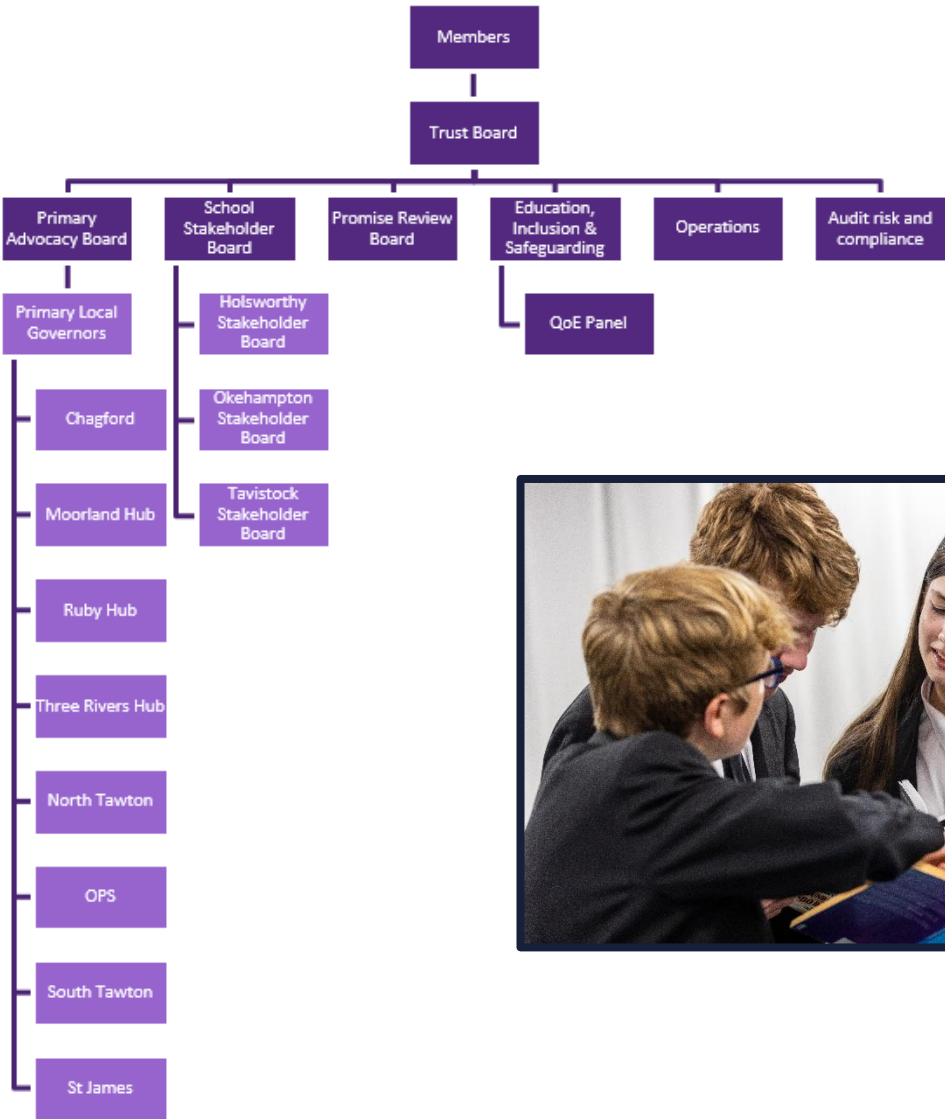 Members
Trust Board
Primary
Advocacy Board
School
Stakeholder
Board
Promise Review
Board
Education,
Inclusion &
Safeguarding
Operations
Audit risk and
compliance
Primary Local
Governors
Holsworthy
Stakeholder
Board
QoE Panel
Chagford
Okehampton
Stakeholder
Board
Moorland Hub
Tavistock
Stakeholder
Board
Ruby Hub
Three Rivers Hub
North Tawton
OPS
South Tawton
St James